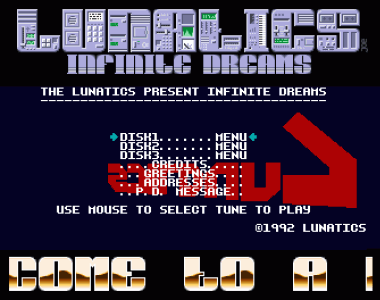 LUNATICS
INFINITE DREAMS
THE LUNATICS PRESENT INFINITE DREAMS
------------------------------------
DISK1.......MENU
DISK2.......MENU
DISK3.......MENU
....CREDITS....
...GREETINGS...
...ADDRESSES...
..P.D. MESSAGE..
USE MOUSE TO SELECT TUNE TO PLAY
©1992 LUNATICS
COME TO A